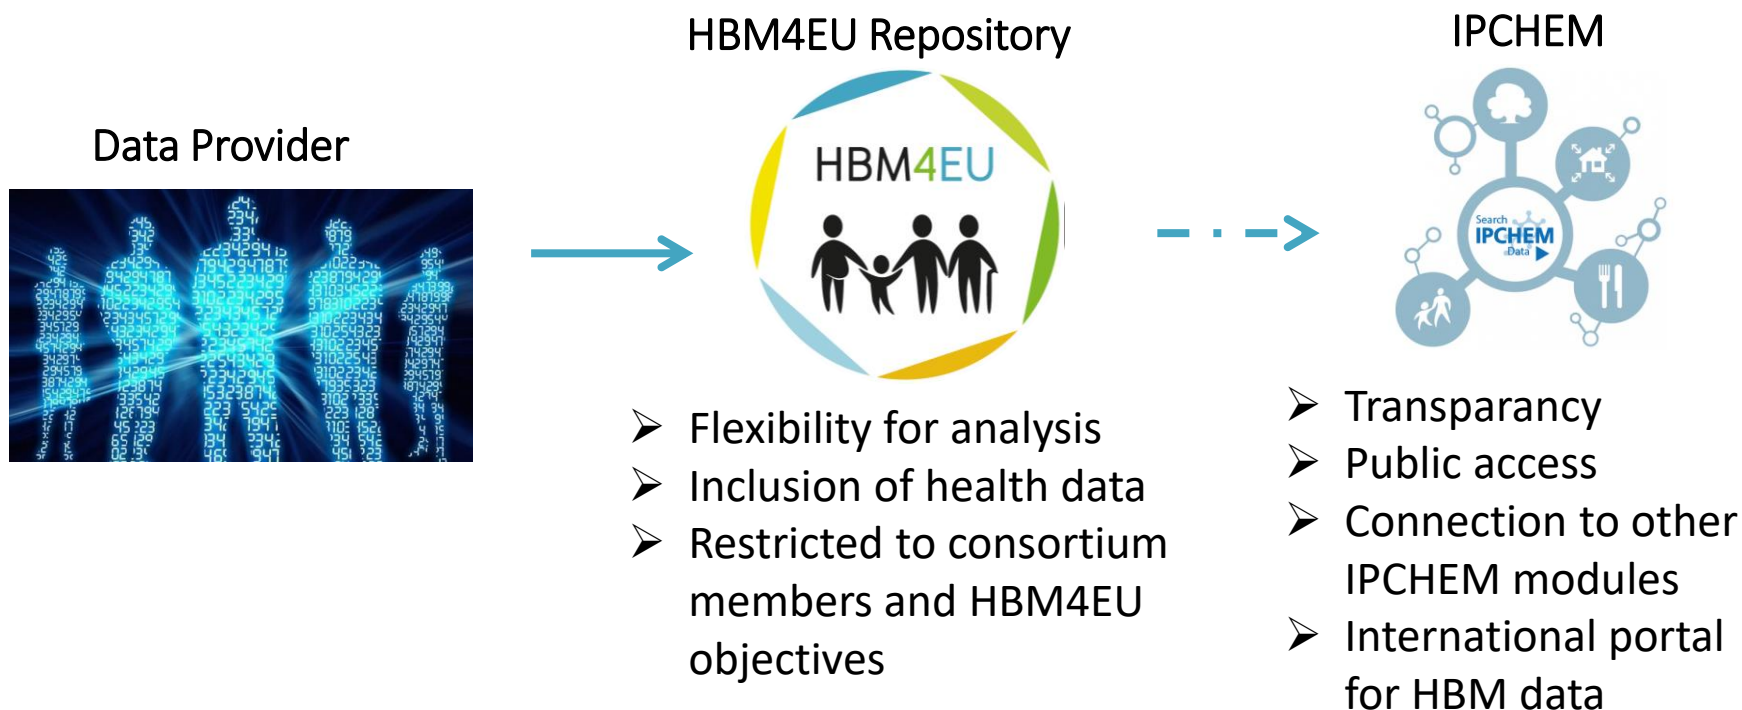 HBM4EU Repository
IPCHEM
Data Provider
HBM4EU
Search
IPCHEM
Data
➢ Flexibility for analysis
➢ Inclusion of health data
➢ Restricted to consortium
members and HBM4EU
objectives
➢ Transparancy
➢ Public access
➢ Connection to other
IPCHEM modules
➢ International portal
for HBM data